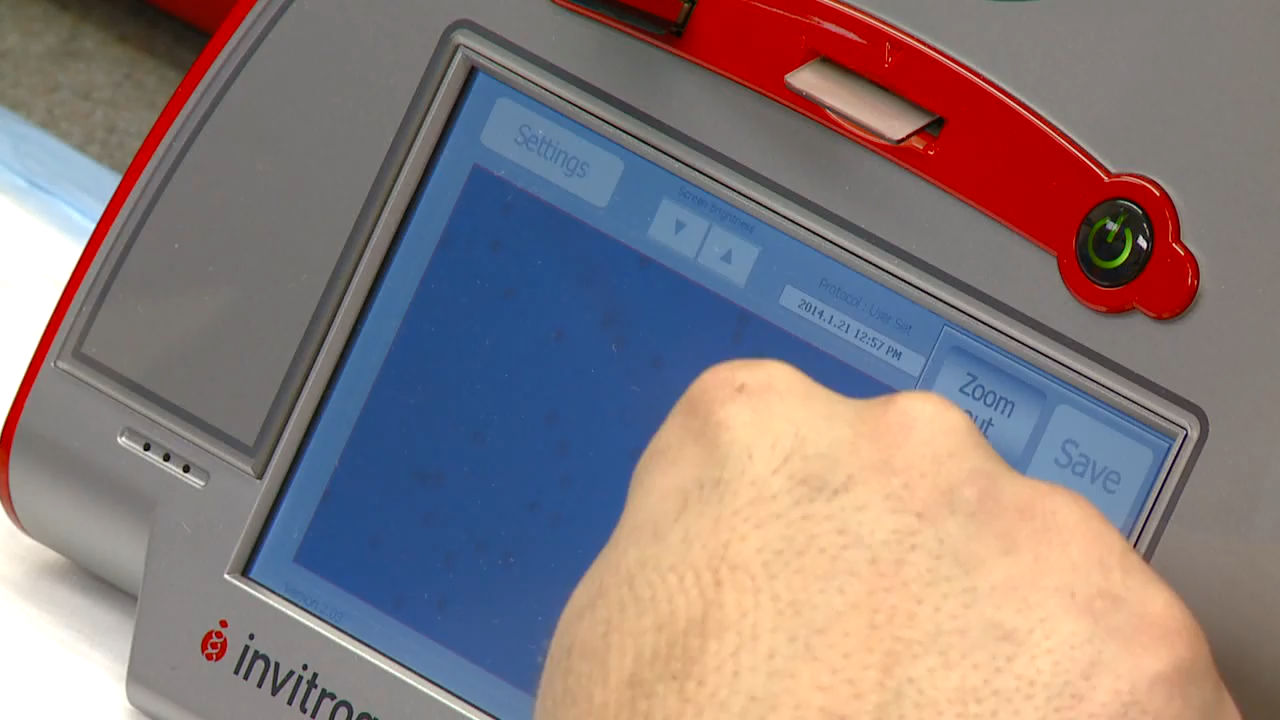 Settings
Screen Brightness
Protocol : User Set
2014.1.21 12:57 PM
Zoom
Save
invitrog